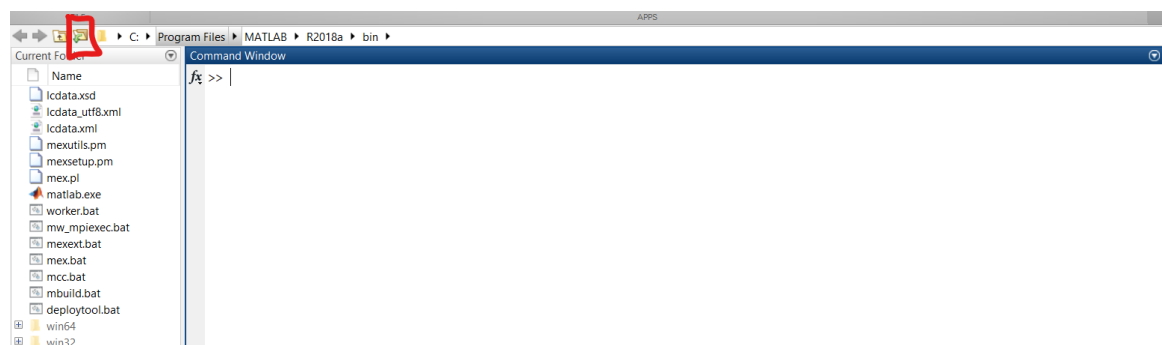 APPS
C: Program Files MATLAB R2018a bin
Current Folder
Command Window
Name
fx >>
lcdata.xsd
lcdata_utf8.xml
lcdata.xml
mexutils.pm
mexsetup.pm
mex.pl
matlab.exe
worker.bat
mw_mpiexec.bat
mexext.bat
mex.bat
mcc.bat
mbuild.bat
deploytool.bat
win64
win32